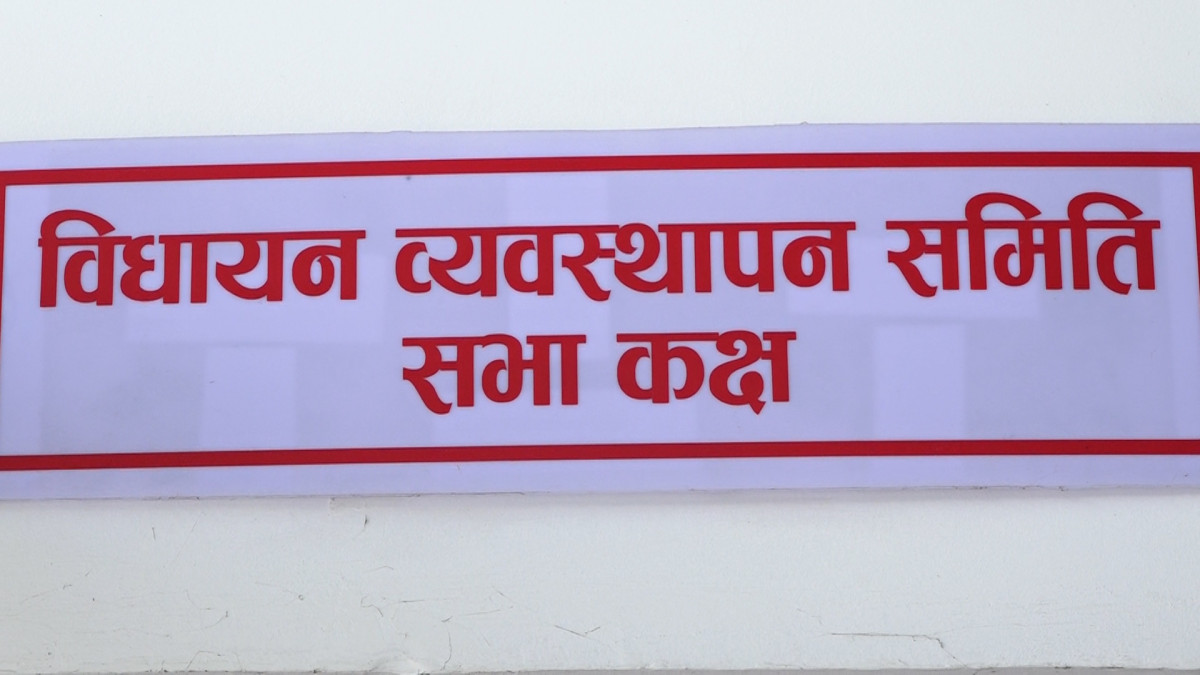 विधायन व्यवस्थापन समिति
सभा कक्ष